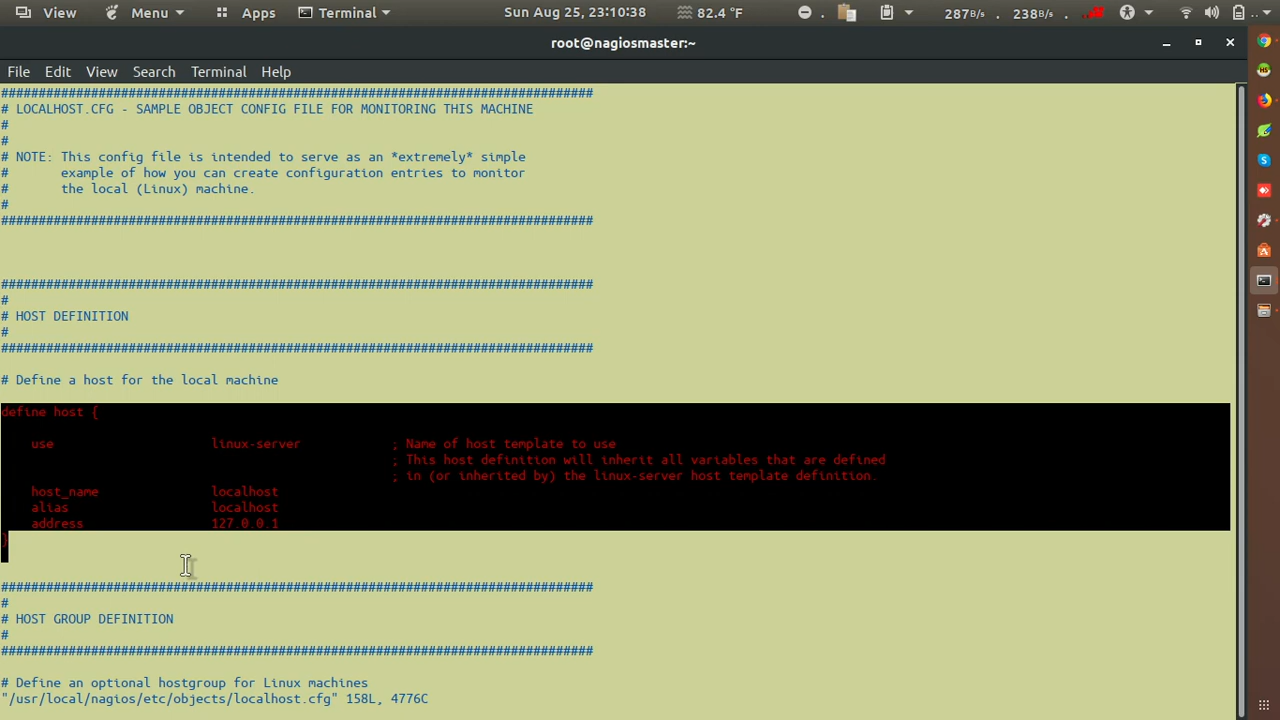 View Menu Apps Terminal Sun Aug 25, 23:10:38 82.4 °F 287B/s 238B/s
root@nagiosmaster:~
File Edit View Search Terminal Help
###############################################################################
# LOCALHOST.CFG - SAMPLE OBJECT CONFIG FILE FOR MONITORING THIS MACHINE
#
#
# NOTE: This config file is intended to serve as an *extremely* simple
#       example of how you can create configuration entries to monitor
#       the local (Linux) machine.
#
###############################################################################
###############################################################################
#
# HOST DEFINITION
#
###############################################################################
# Define a host for the local machine
define host {
    use                     linux-server            ; Name of host template to use
                                                    ; This host definition will inherit all variables that are defined
                                                    ; in (or inherited by) the linux-server host template definition.
    host_name               localhost
    alias                   localhost
    address                 127.0.0.1
}
###############################################################################
#
# HOST GROUP DEFINITION
#
###############################################################################
# Define an optional hostgroup for Linux machines
"/usr/local/nagios/etc/objects/localhost.cfg" 158L, 4776C